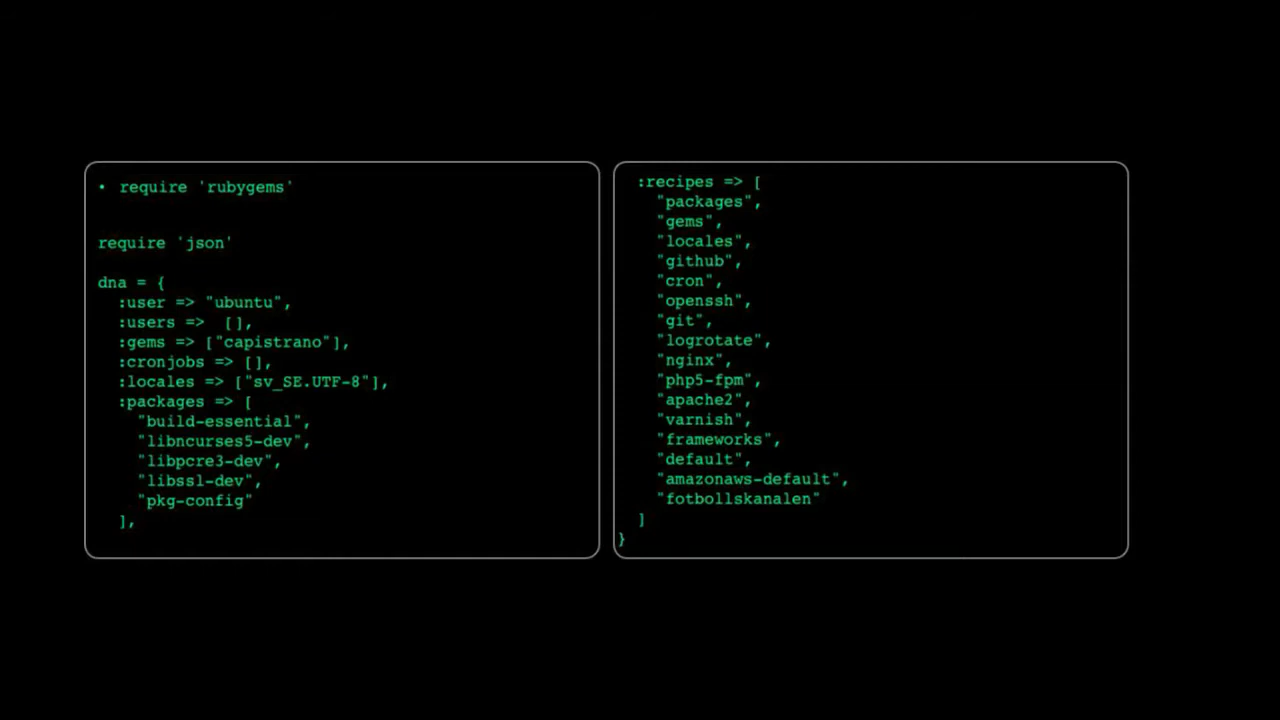 • require 'rubygems'
require 'json'
dna = {
:user => "ubuntu",
:users =>  [],
:gems => ["capistrano"],
:cronjobs => [],
:locales => ["sv_SE.UTF-8"],
:packages => [
"build-essential",
"libncurses5-dev",
"libpcre3-dev",
"libssl-dev",
"pkg-config"
],
:recipes => [
"packages",
"gems",
"locales",
"github",
"cron",
"openssh",
"git",
"logrotate",
"nginx",
"php5-fpm",
"apache2",
"varnish",
"frameworks",
"default",
"amazonaws-default",
"fotbollskanalen"
]
}